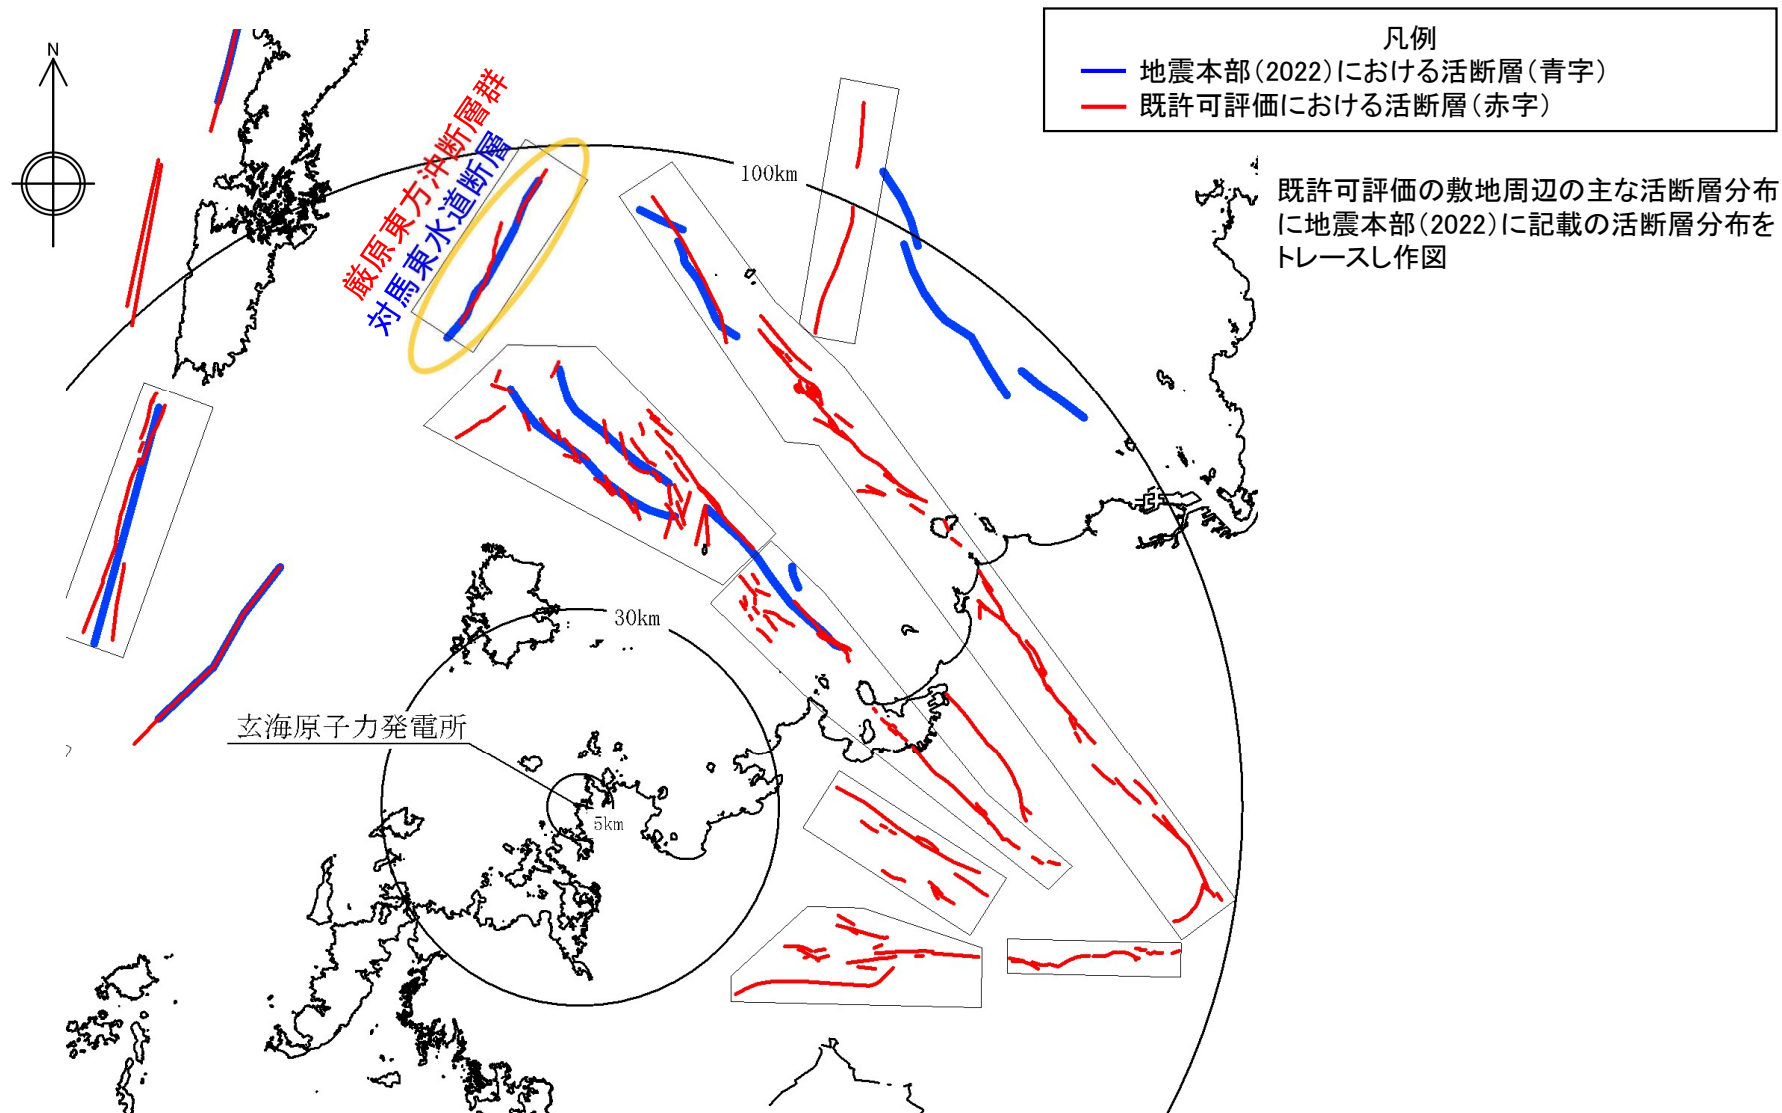 凡例
地震本部(2022)における活断層(青字)
既許可評価における活断層(赤字)
N
厳原東方沖断層群
対馬東水道断層
100km
既許可評価の敷地周辺の主な活断層分布
に地震本部(2022)に記載の活断層分布を
トレースし作図
30km
玄海原子力発電所
5km